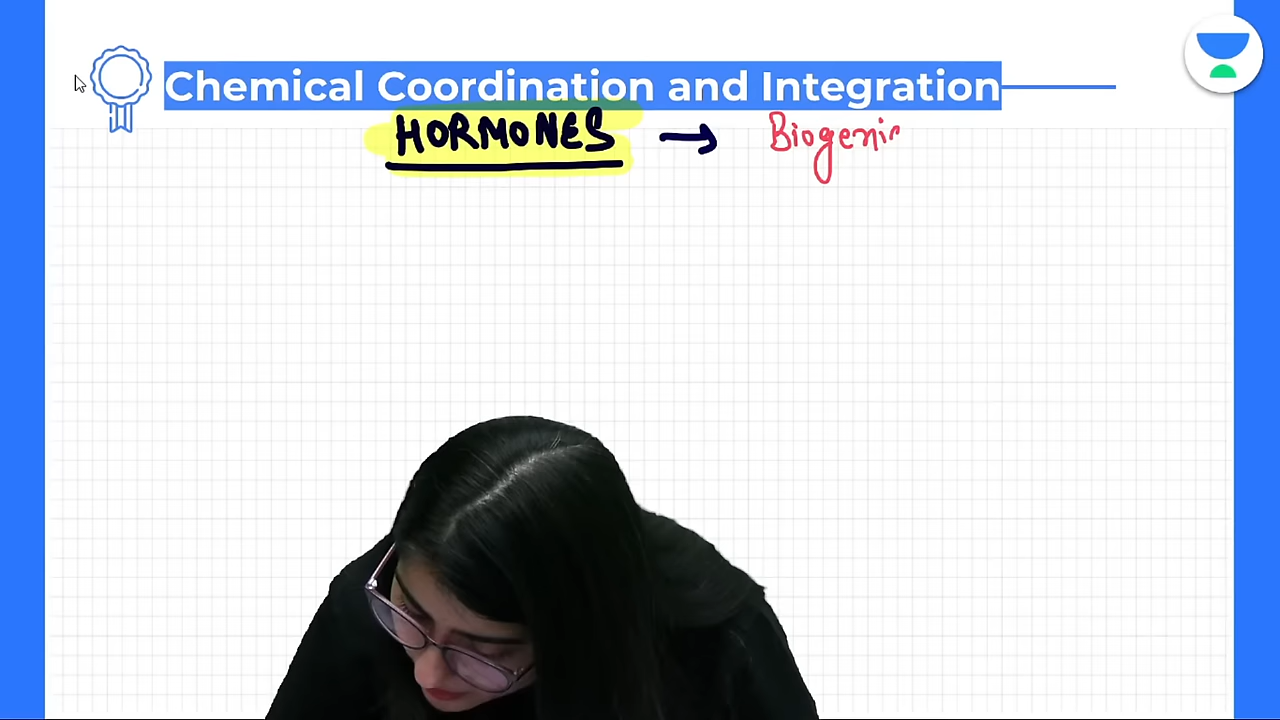 Chemical Coordination and Integration
HORMONES → Biogenic